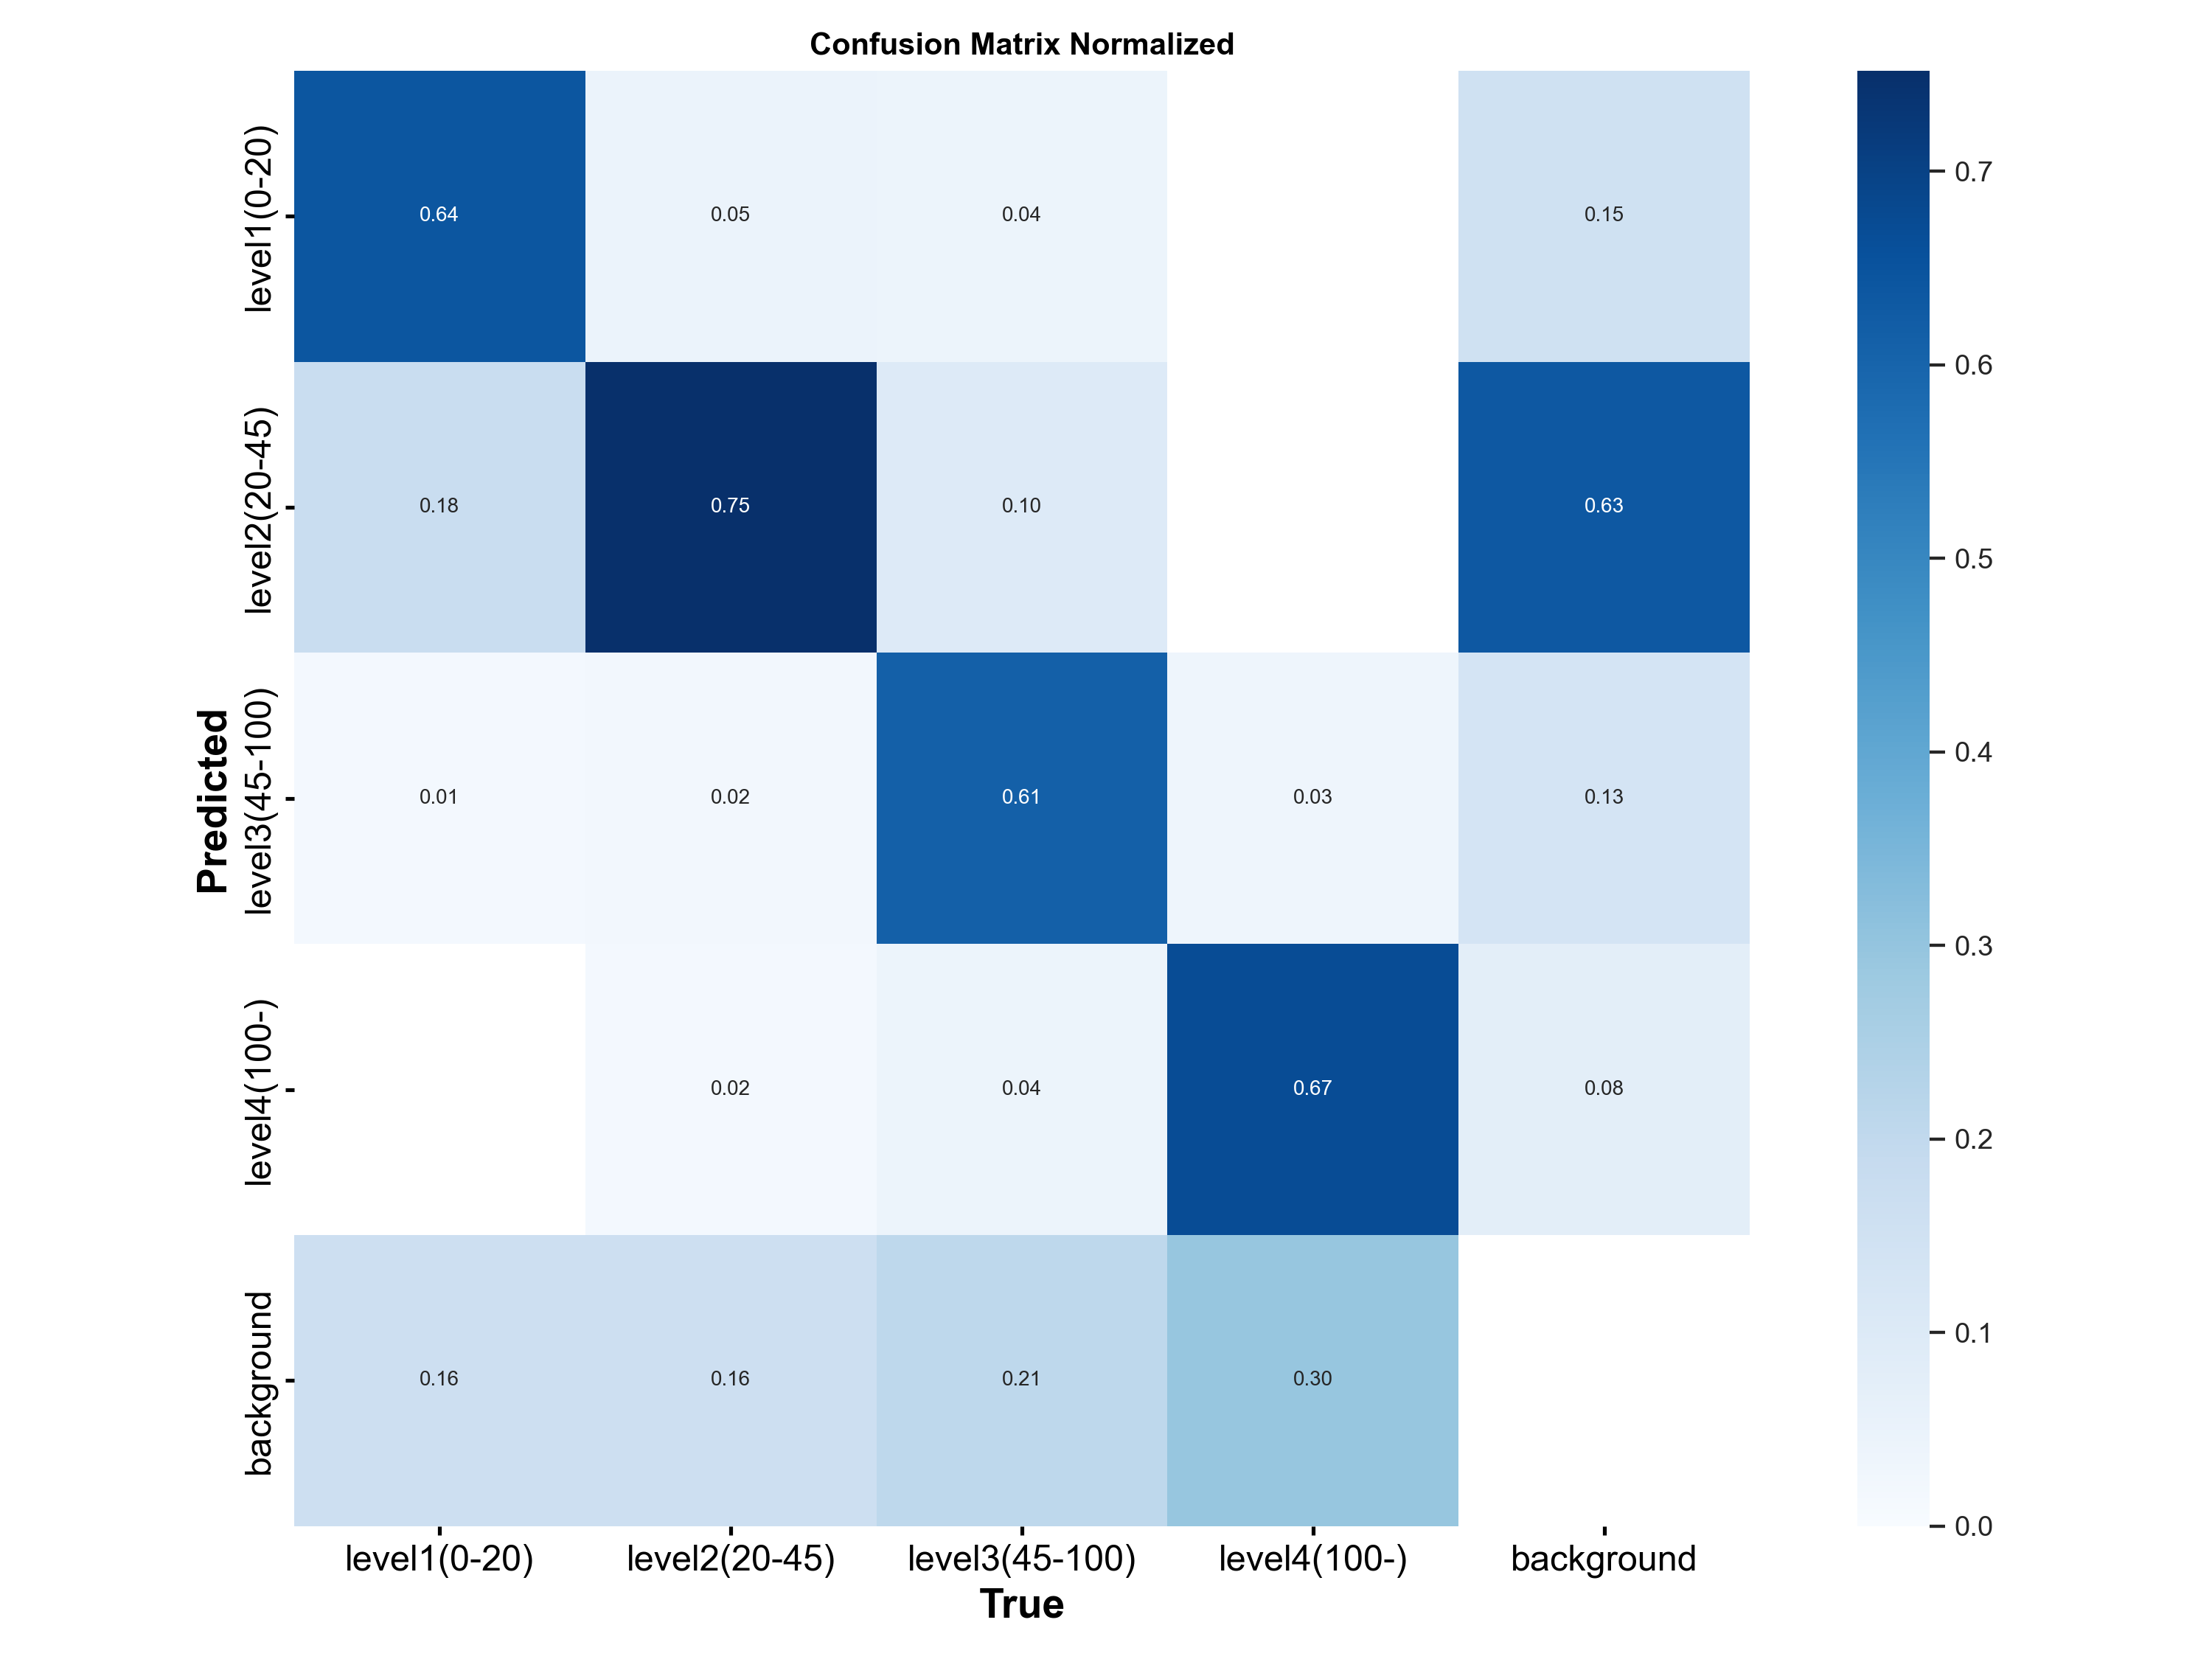 Confusion Matrix Normalized
Predicted
level1(0-20)
0.64 0.05 0.04 0.15
level2(20-45)
0.18 0.75 0.10 0.63
level3(45-100)
0.01 0.02 0.61 0.03 0.13
level4(100-)
0.02 0.04 0.67 0.08
background
0.16 0.16 0.21 0.30
level1(0-20) level2(20-45) level3(45-100) level4(100-) background
True
0.7
0.6
0.5
0.4
0.3
0.2
0.1
0.0